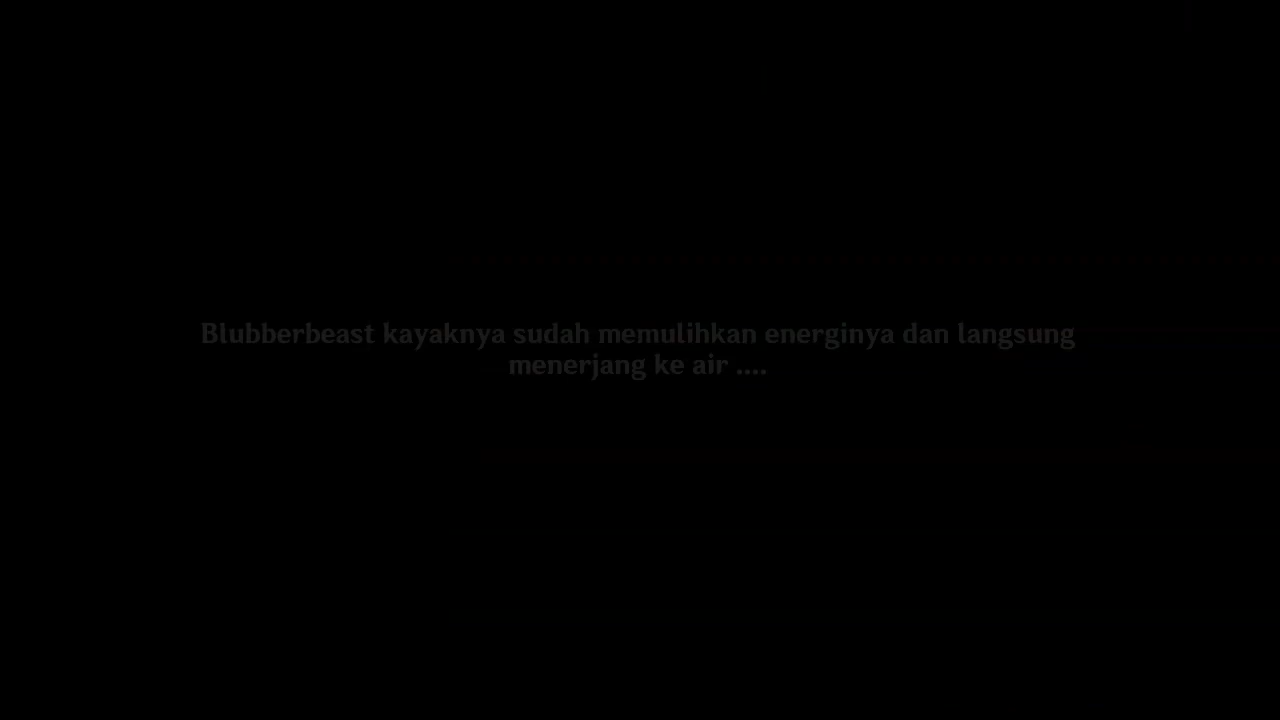 Blubberbeast kayaknya sudah memulihkan energinya dan langsung
menerjang ke air ....